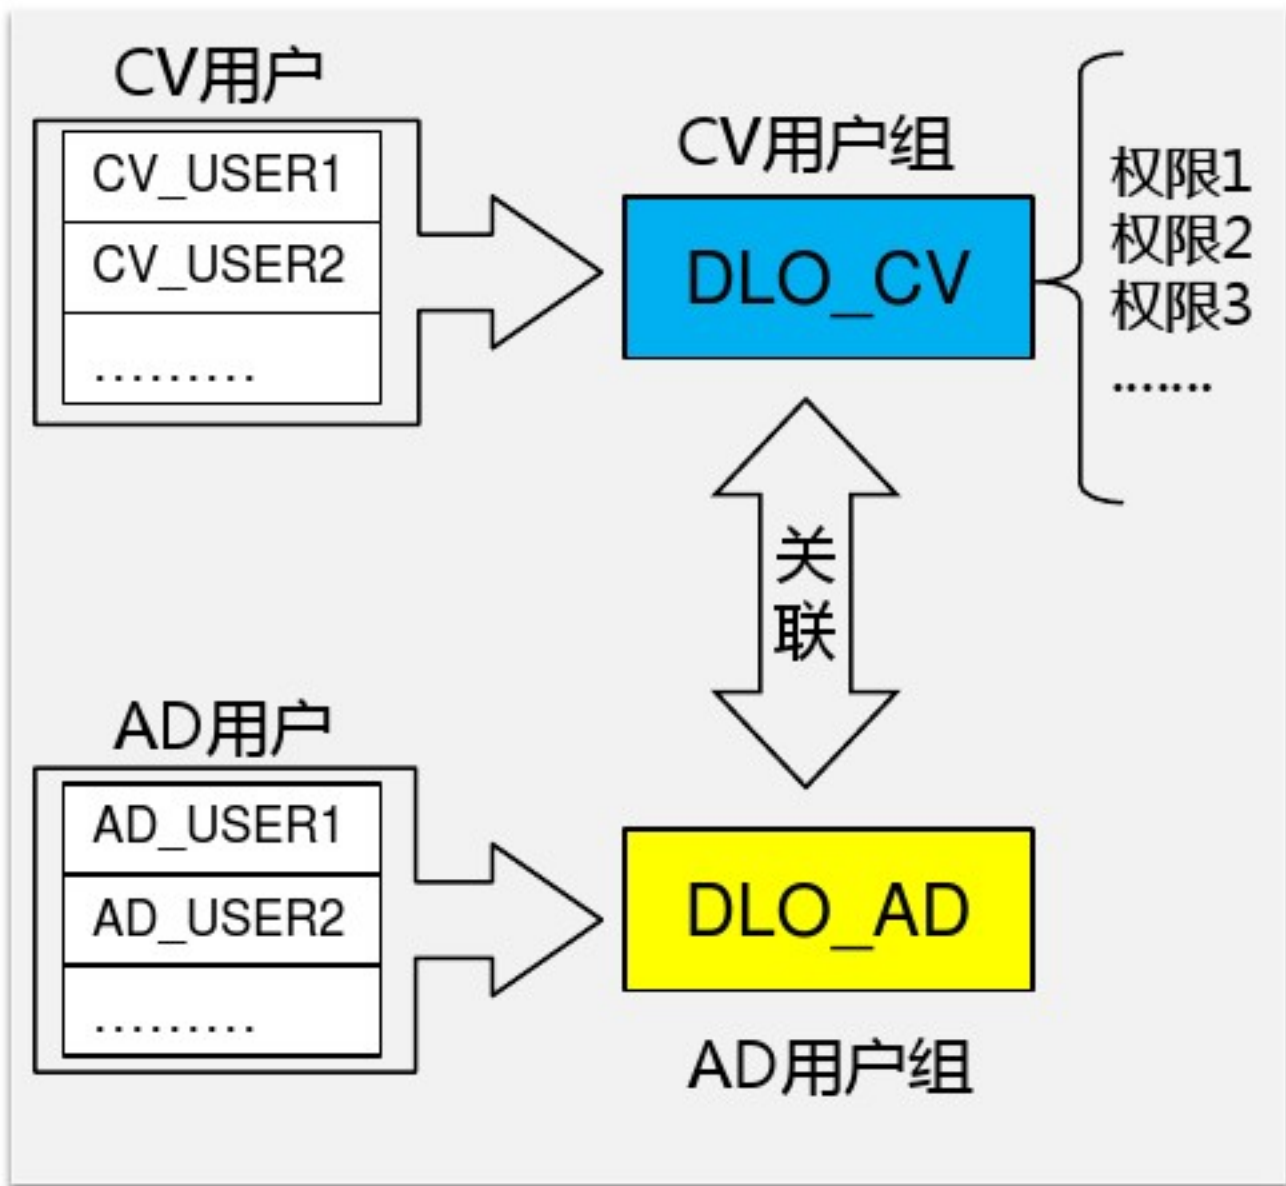 CV用户
CV_USER1
CV_USER2
.........
CV用户组
DLO_CV
权限1
权限2
权限3
.......
关
联
AD用户
AD_USER1
AD_USER2
.........
DLO_AD
AD用户组